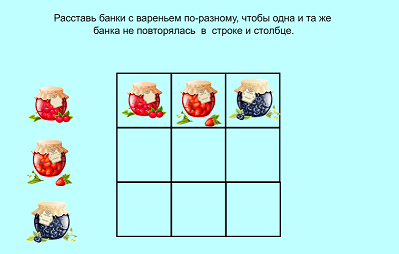 Расставь банки с вареньем по-разному, чтобы одна и та же
банка не повторялась в строке и столбце.